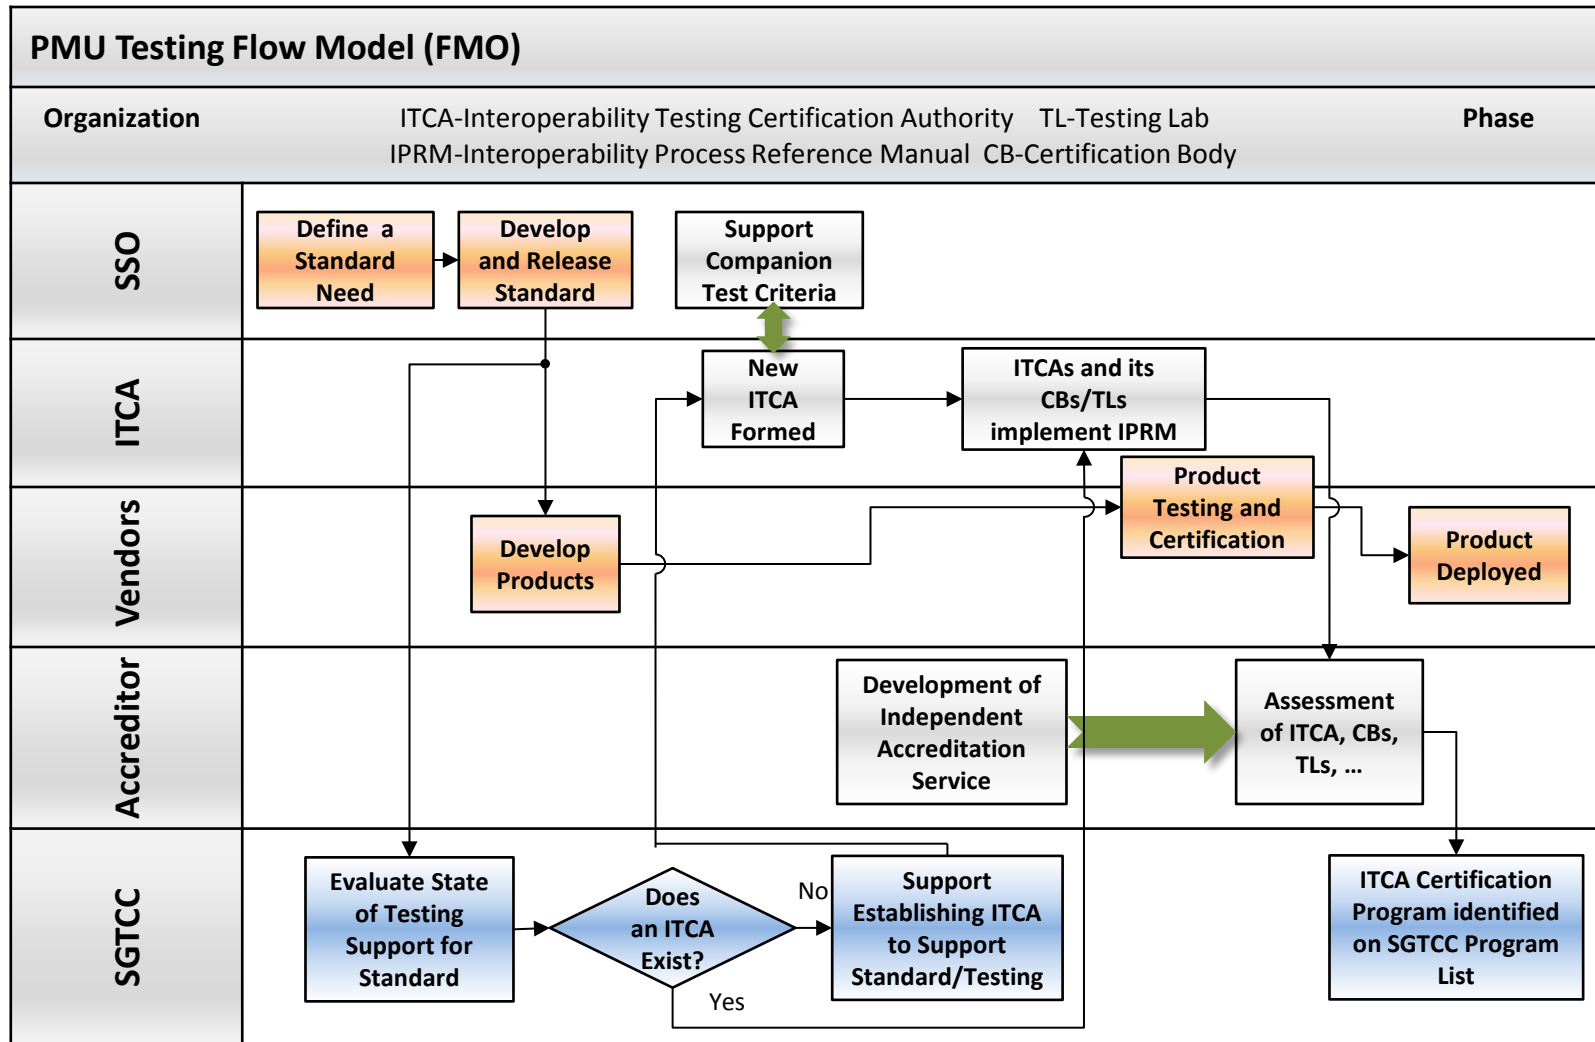 PMU Testing Flow Model (FMO)
Organization
ITCA-Interoperability Testing Certification Authority TL-Testing Lab
IPRM-Interoperability Process Reference Manual CB-Certification Body
Phase
SSO
Define a
Standard
Need
Develop
and Release
Standard
Support
Companion
Test Criteria
ITCA
New
ITCA
Formed
ITCAs and its
CBs/TLs
implement IPRM
Vendors
Develop
Products
Product
Testing and
Certification
Product
Deployed
Accreditor
Development of
Independent
Accreditation
Service
Assessment
of ITCA, CBs,
TLs, ...
SGTCC
Evaluate State
of Testing
Support for
Standard
Does
an ITCA
Exist?
No
Yes
Support
Establishing ITCA
to Support
Standard/Testing
ITCA Certification
Program identified
on SGTCC Program
List